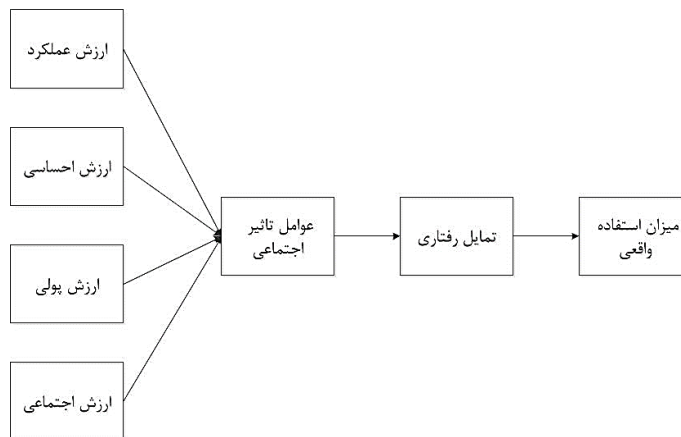 ارزش عملکرد
ارزش احساسی
ارزش پولی
ارزش اجتماعی
عوامل تاثیر
اجتماعی
تمایل رفتاری
میزان استفاده
واقعی